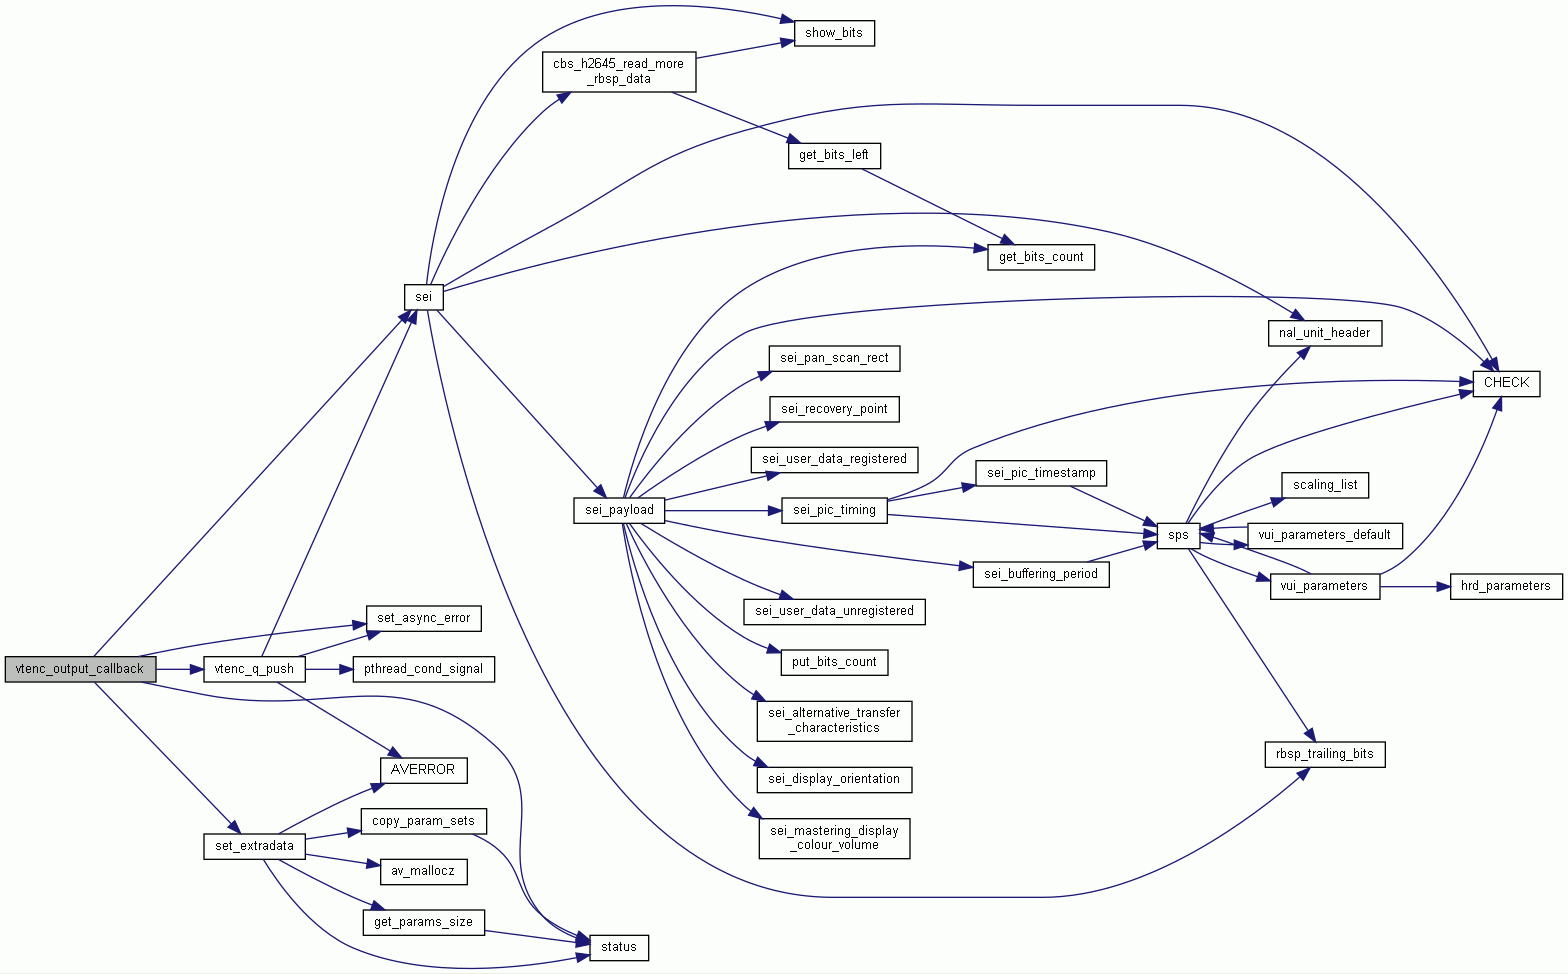 show_bits
cbs_h2645_read_more
_rbsp_data
get_bits_left
get_bits_count
sei
nal_unit_header
sei_pan_scan_rect
CHECK
sei_recovery_point
sei_user_data_registered
sei_pic_timestamp
scaling_list
sei_payload
sei_pic_timing
sps
vui_parameters_default
sei_buffering_period
vui_parameters
hrd_parameters
sei_user_data_unregistered
set_async_error
vtenc_output_callback
vtenc_q_push
pthread_cond_signal
put_bits_count
sei_alternative_transfer
_characteristics
rbsp_trailing_bits
AVERROR
sei_display_orientation
copy_param_sets
sei_mastering_display
_colour_volume
set_extradata
av_mallocz
get_params_size
status